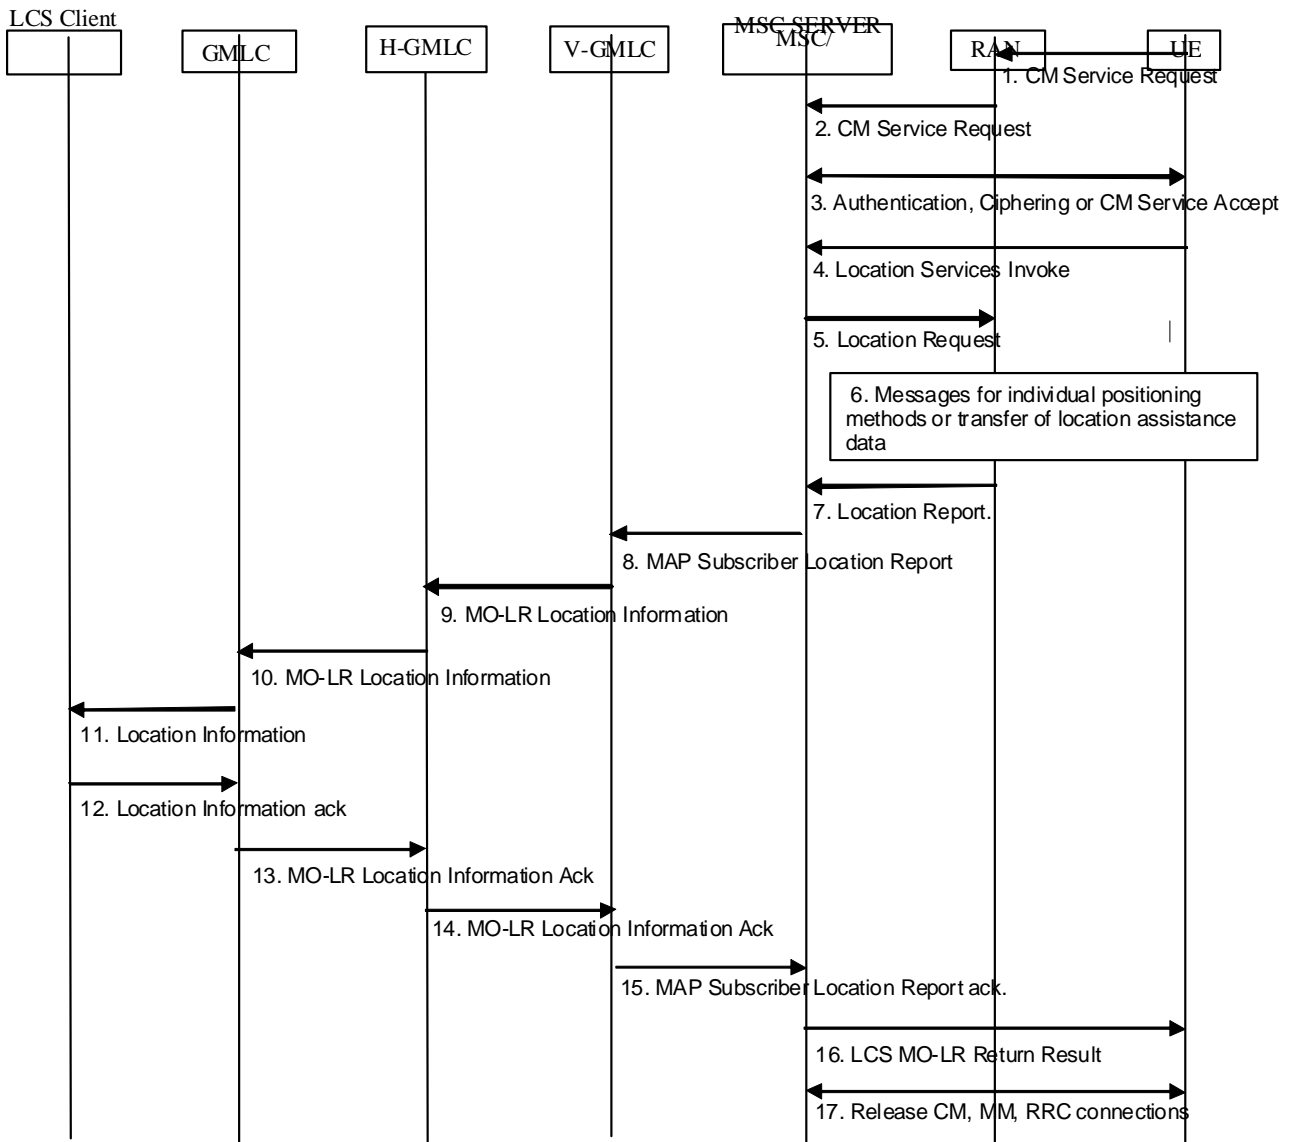 LCS Client
GMLC
H-GMLC
V-GMLC
MSC SERVER
MSC/
RAN
UE
1. CM Service Request
2. CM Service Request
3. Authentication, Ciphering or CM Service Accept
4. Location Services Invoke
5. Location Request
6. Messages for individual positioning
methods or transfer of location assistance
data
7. Location Report.
8. MAP Subscriber Location Report
9. MO-LR Location Information
10. MO-LR Location Information
11. Location Information
12. Location Information ack
13. MO-LR Location Information Ack
14. MO-LR Location Information Ack
15. MAP Subscriber Location Report ack.
16. LCS MO-LR Return Result
17. Release CM, MM, RRC connections